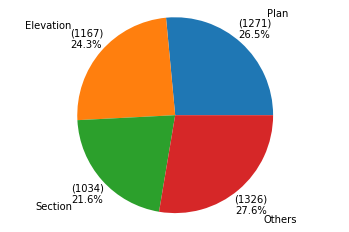 Plan
(1271)
26.5%
Elevation
(1167)
24.3%
(1034)
21.6%
Section
(1326)
27.6%
Others